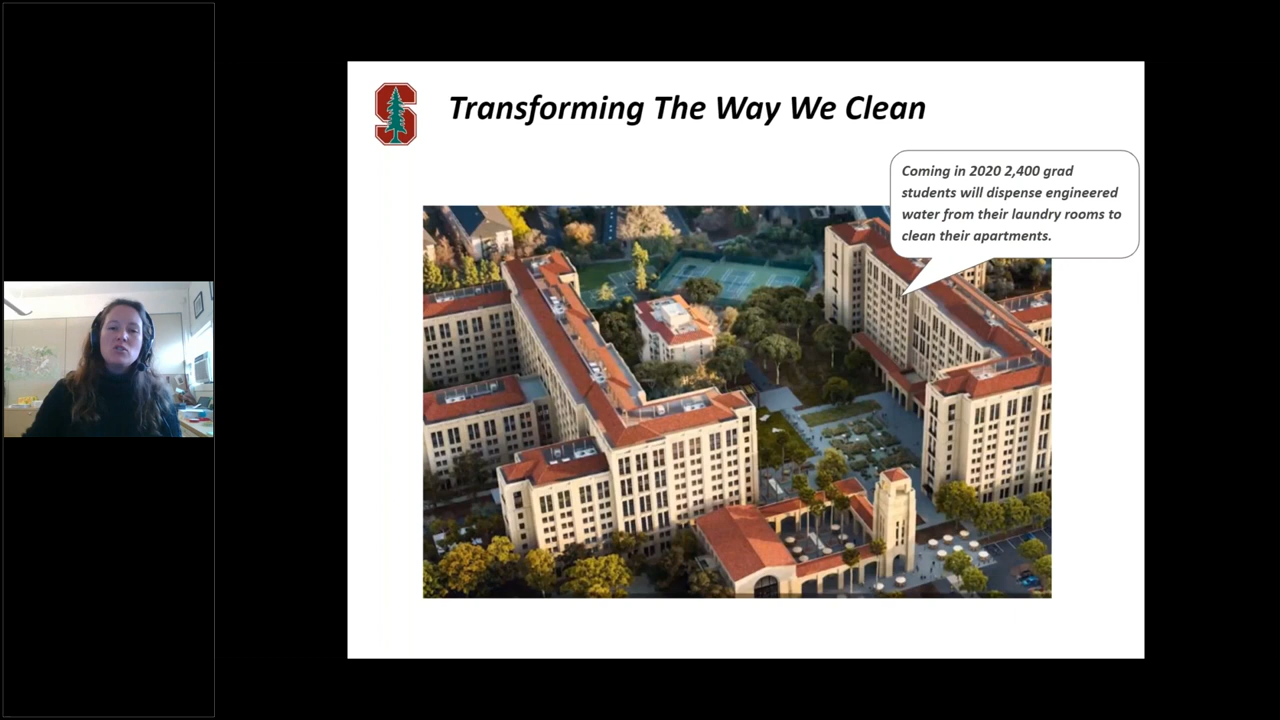 Transforming The Way We Clean
Coming in 2020 2,400 grad
students will dispense engineered
water from their laundry rooms to
clean their apartments.